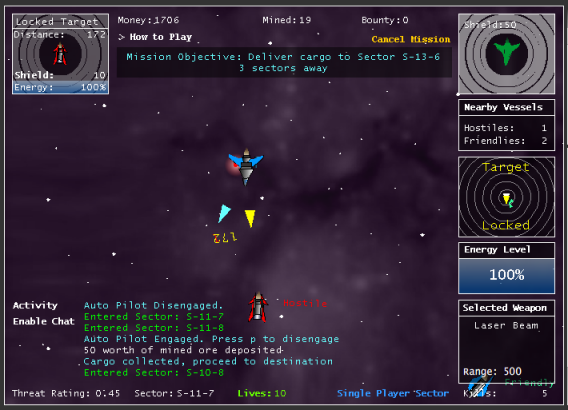 Locked Target
Distance: 172
Shield: 10
Energy: 100%
Money:1706 Mined:19 Bounty:0
> How to Play Cancel Mission
Mission Objective: Deliver cargo to Sector S-13-6
3 sectors away
Shield:50
Nearby Vessels
Hostiles: 1
Friendlies: 2
Target
Locked
172
Energy Level
100%
Hostile
Selected Weapon
Laser Beam
Range: 500
Friendly
Activity
Enable Chat
Auto Pilot Disengaged.
Entered Sector: S-11-7
Entered Sector: S-11-8
Auto Pilot Engaged. Press p to disengage
50 worth of mined ore deposited
Cargo collected, proceed to destination
Entered Sector: S-10-8
Threat Rating: 0.45 Sector:S-11-7 Lives:10 Single Player Sector Kills: 5